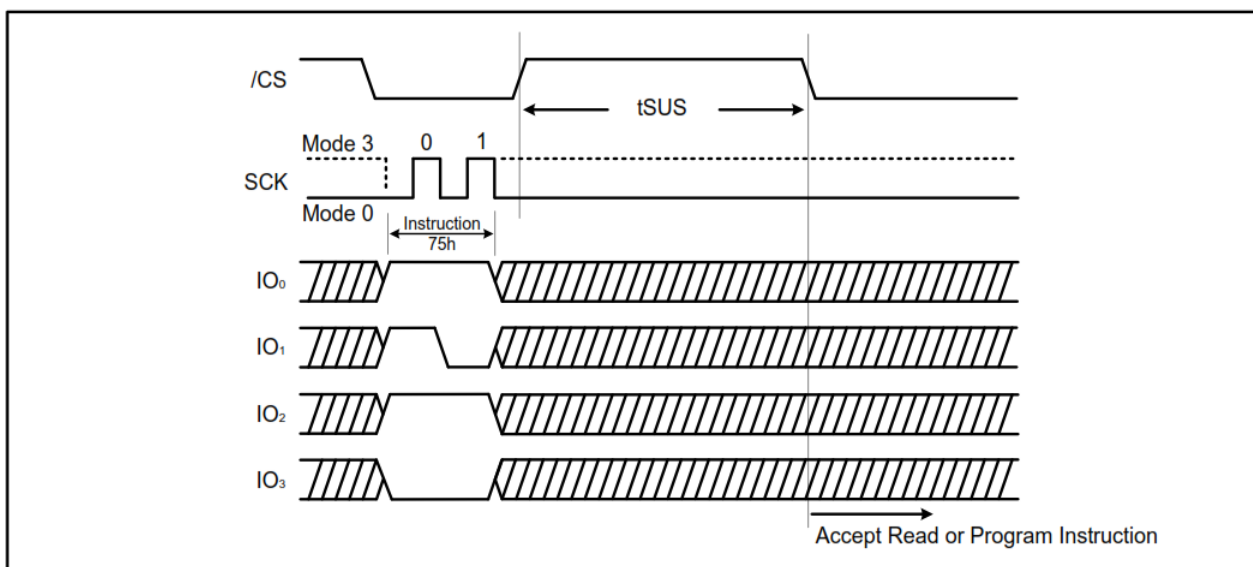 /CS
tSUS
Mode 3
0 1
SCK
Mode 0
Instruction
75h
IO₀
IO₁
IO₂
IO₃
Accept Read or Program Instruction